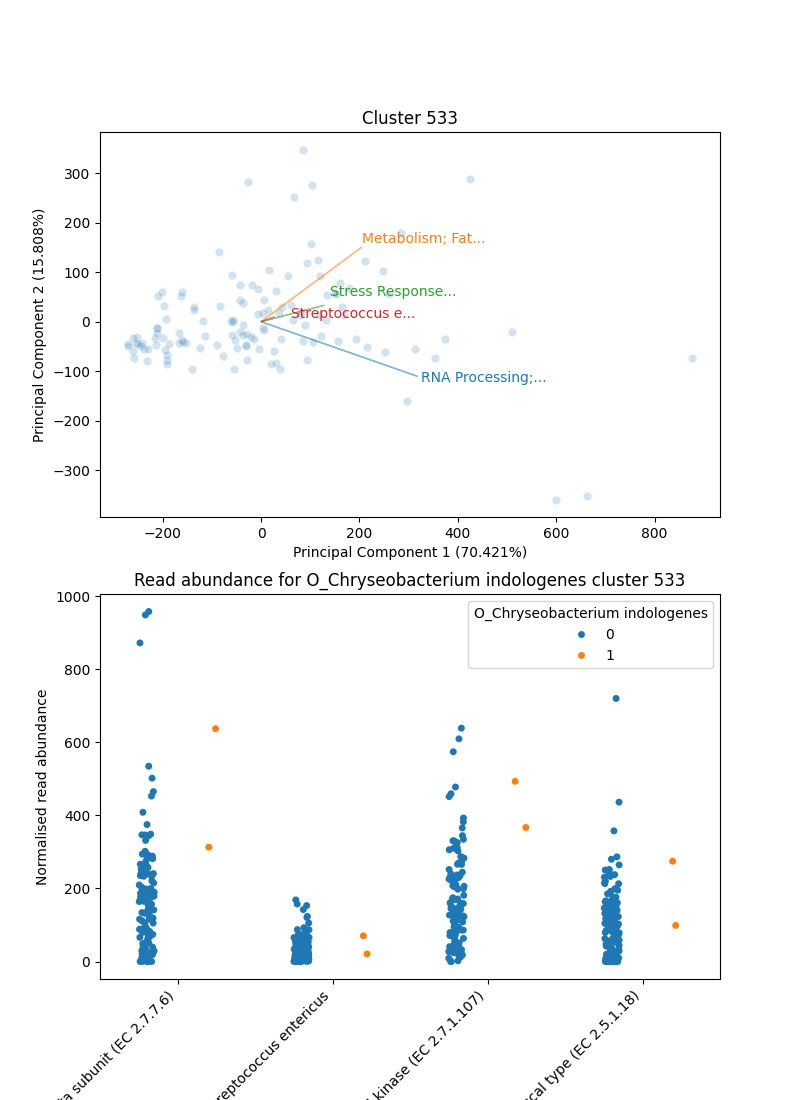 Cluster 533
Principal Component 2 (15.808%)
300
200
100
0
−100
−200
−300
Metabolism; Fat...
Stress Response...
Streptococcus e...
RNA Processing;...
−200
0
200
400
600
800
Principal Component 1 (70.421%)
Read abundance for O_Chryseobacterium indologenes cluster 533
Normalised read abundance
1000
800
600
400
200
0
O_Chryseobacterium indologenes
0
1
subunit (EC 2.7.7.6)
entericus
kinase (EC 2.7.1.107)
type (EC 2.5.1.18)